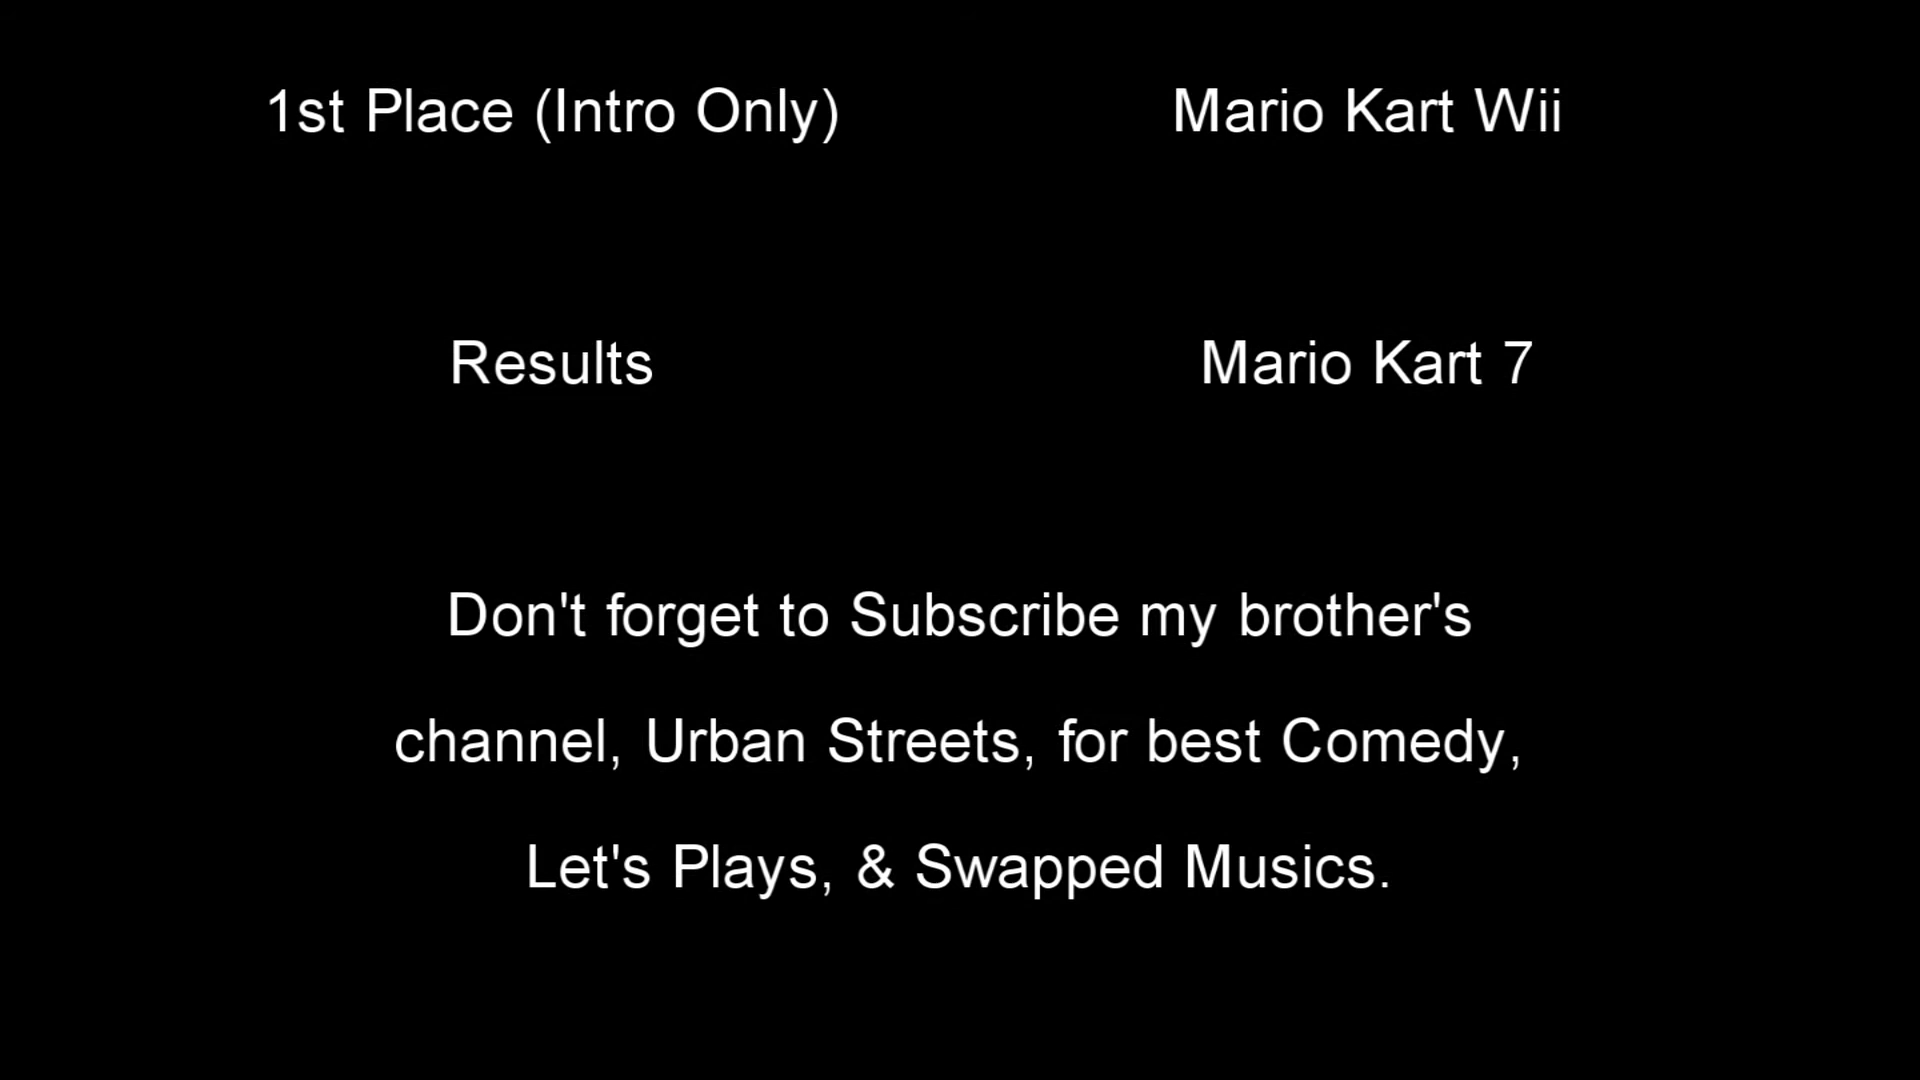 1st Place (Intro Only) Mario Kart Wii
Results Mario Kart 7
Don't forget to Subscribe my brother's
channel, Urban Streets, for best Comedy,
Let's Plays, & Swapped Musics.